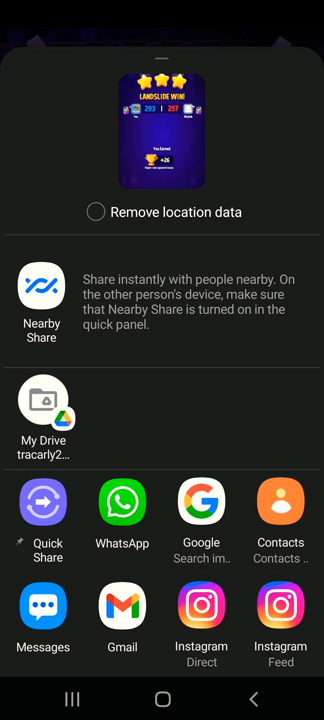 LANDSLIDE WIN!
293 | 257
You
You Earned
+26
Remove location data
Share instantly with people nearby. On
the other person's device, make sure
that Nearby Share is turned on in the
quick panel.
Nearby
Share
My Drive
tracarly2...
Quick
Share
WhatsApp
Google
Search im..
Contacts
Contacts ..
Messages
Gmail
Instagram
Direct
Instagram
Feed